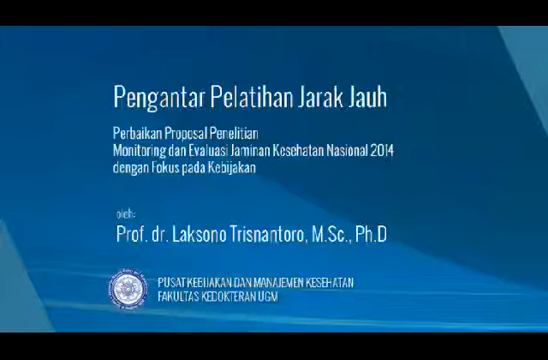 Pengantar Pelatihan Jarak Jauh
Perbaikan Proposal Penelitian
Monitoring dan Evaluasi Jaminan Kesehatan Nasional 2014
dengan Fokus pada Kebijakan
oleh:
Prof. dr. Laksono Trisnantoro, M.Sc., Ph.D
PUSAT KEBIJAKAN DAN MANAJEMEN KESEHATAN
FAKULTAS KEDOKTERAN UGM